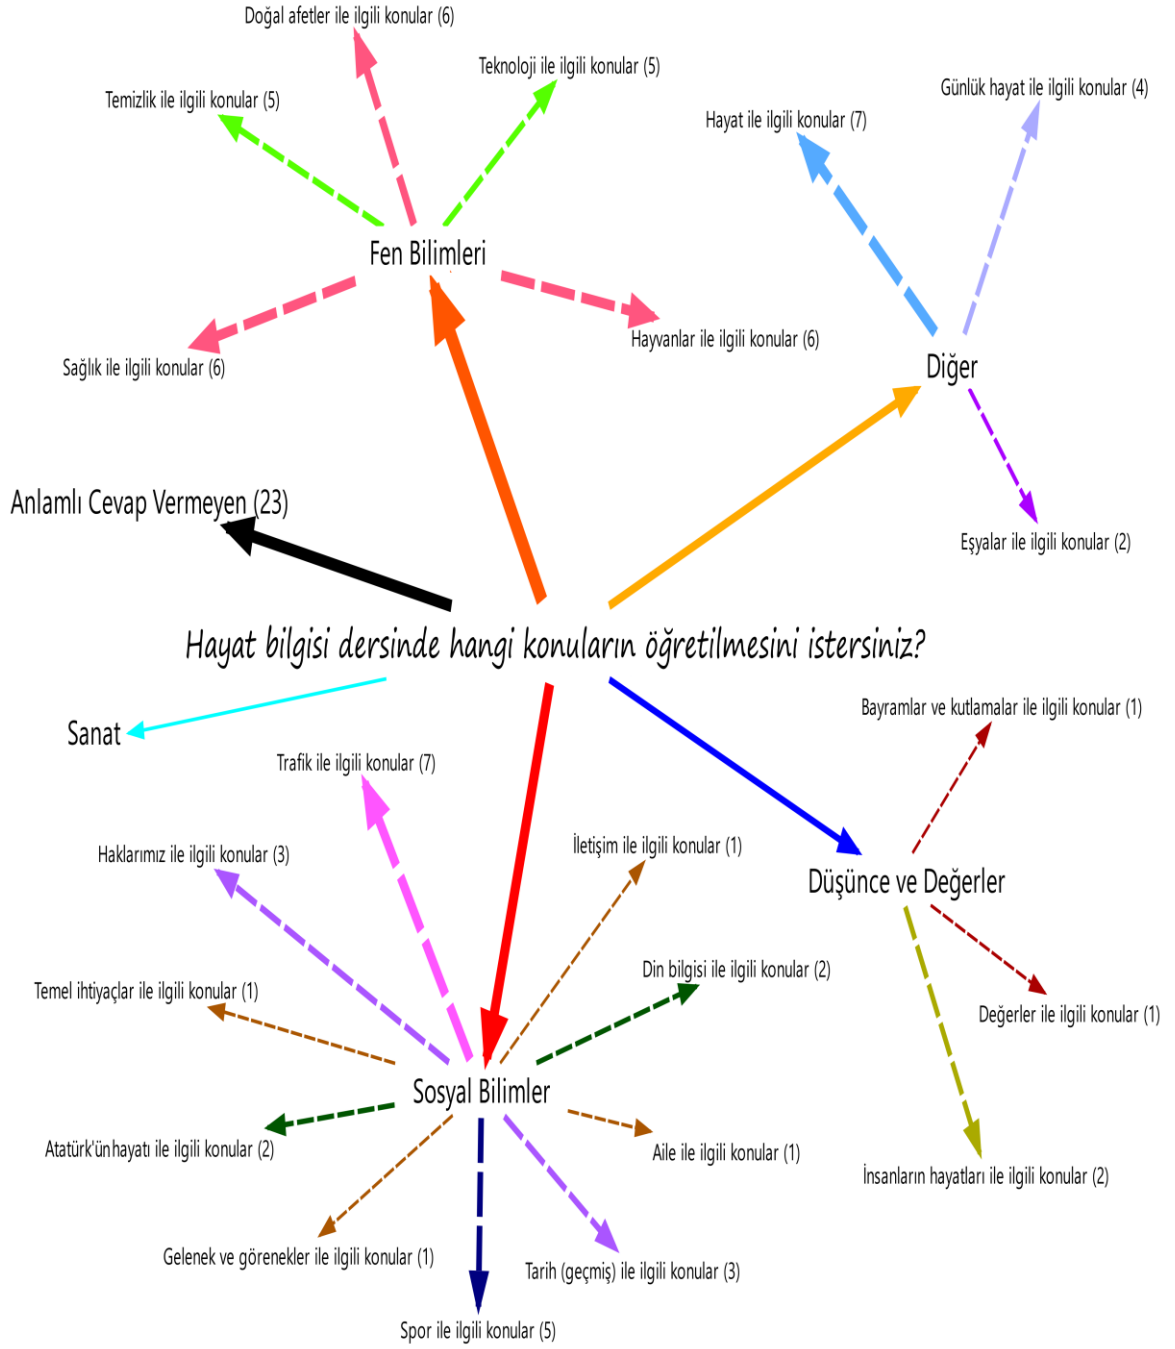 Doğal afetler ile ilgili konular (6)
Teknoloji ile ilgili konular (5)
Temizlik ile ilgili konular (5)
Günlük hayat ile ilgili konular (4)
Hayat ile ilgili konular (7)
Fen Bilimleri
Hayvanlar ile ilgili konular (6)
Sağlık ile ilgili konular (6)
Diğer
Anlamlı Cevap Vermeyen (23)
Eşyalar ile ilgili konular (2)
Hayat bilgisi dersinde hangi konuların öğretilmesini istersiniz?
Bayramlar ve kutlamalar ile ilgili konular (1)
Sanat
Trafik ile ilgili konular (7)
İletişim ile ilgili konular (1)
Haklarımız ile ilgili konular (3)
Düşünce ve Değerler
Din bilgisi ile ilgili konular (2)
Temel ihtiyaçlar ile ilgili konular (1)
Değerler ile ilgili konular (1)
Sosyal Bilimler
Atatürk'ünhayatı ile ilgili konular (2)
Aile ile ilgili konular (1)
İnsanların hayatları ile ilgili konular (2)
Gelenek ve görenekler ile ilgili konular (1)
Tarih (geçmiş) ile ilgili konular (3)
Spor ile ilgili konular (5)